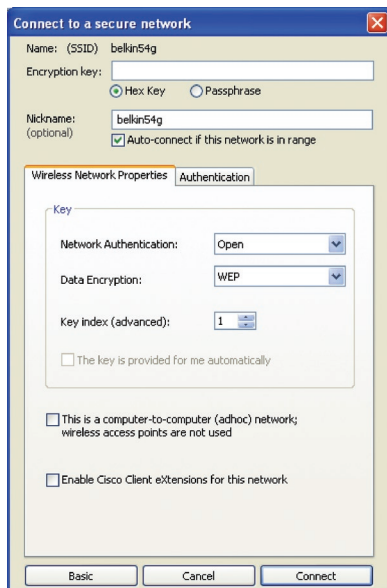 Connect to a secure network
Name: (SSID) belkin54g
Encryption key:
Hex Key Passphrase
Nickname: belkin54g
(optional)
Auto-connect if this network is in range
Wireless Network Properties Authentication
Key
Network Authentication: Open
Data Encryption: WEP
Key index (advanced): 1
The key is provided for me automatically
This is a computer-to-computer (adhoc) network;
wireless access points are not used
Enable Cisco Client eXtensions for this network
Basic Cancel Connect